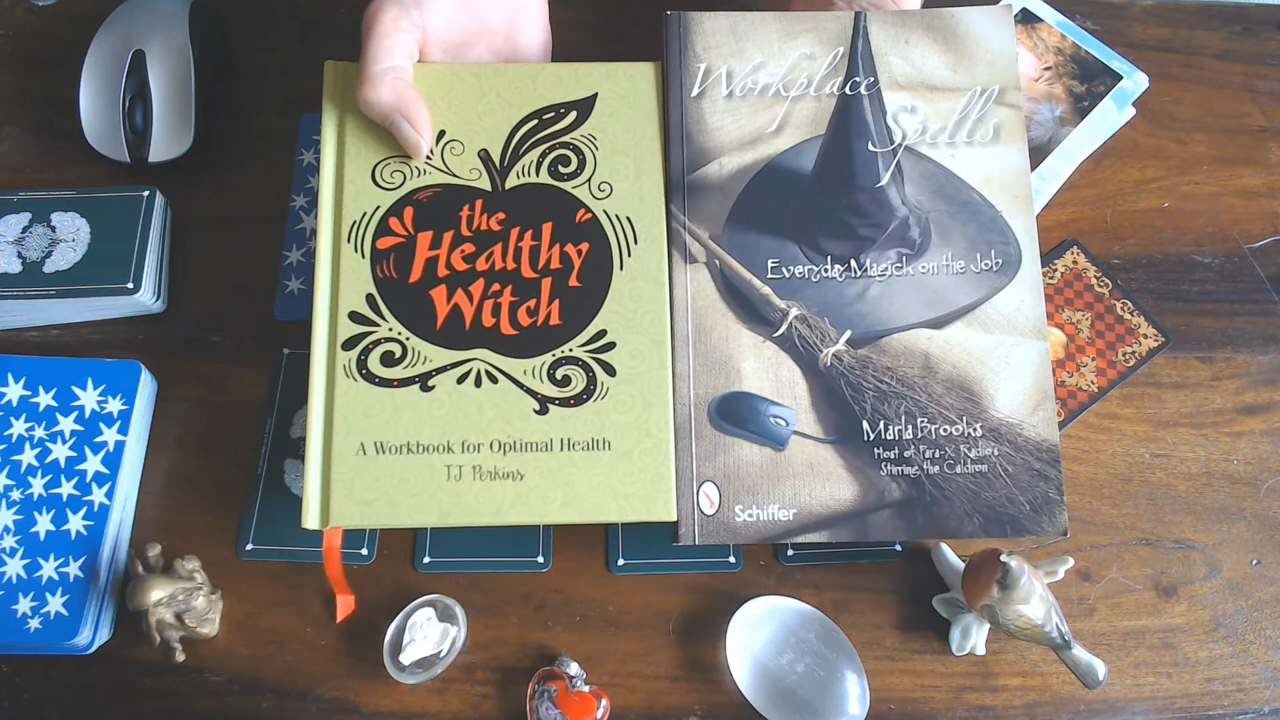 the
Healthy
Witch
A Workbook for Optimal Health
TJ Perkins
Workplace
Spells
Everyday Magick on the Job
Marla Brooks
Host of Para-X Radio's
Stirring the Caldron
Schiffer